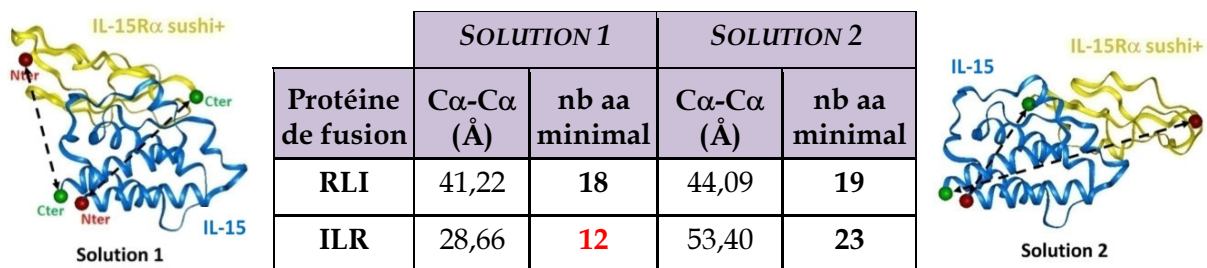 IL-15Rα sushi+
Nter
Cter
Cter
Nter
IL-15
Solution 1
SOLUTION 1 SOLUTION 2
Protéine de fusion Cα-Cα (Å) nb aa minimal Cα-Cα (Å) nb aa minimal
RLI 41,22 18 44,09 19
ILR 28,66 12 53,40 23
IL-15Rα sushi+
IL-15
Solution 2